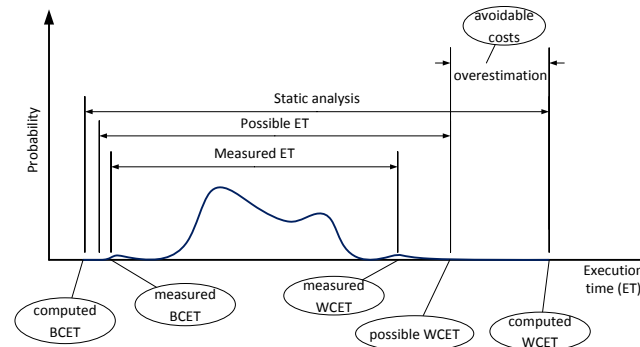 avoidable
costs
overestimation
Static analysis
Possible ET
Measured ET
Probability
Execution
time (ET)
computed
BCET
measured
BCET
measured
WCET
possible WCET
computed
WCET